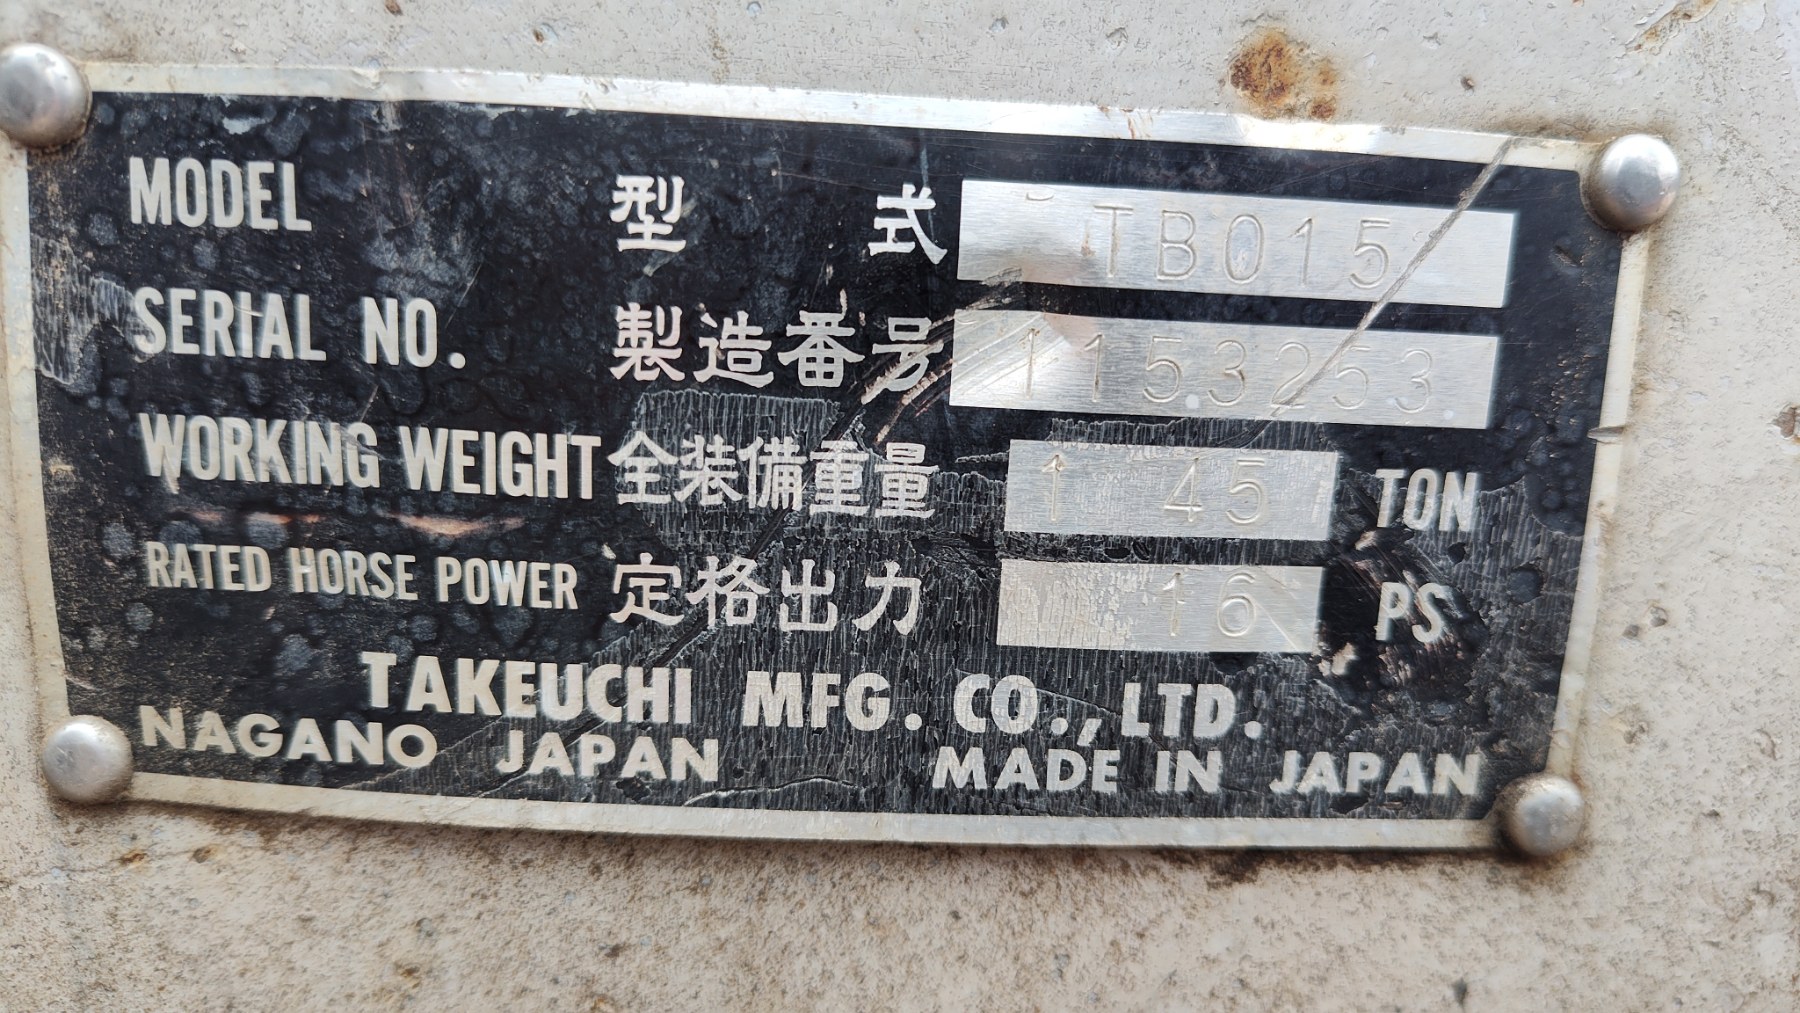 MODEL 型式 TB015
SERIAL NO. 製造番号 1153253
WORKING WEIGHT 全装備重量 1 45 TON
RATED HORSE POWER 定格出力 16 PS
TAKEUCHI MFG. CO., LTD.
NAGANO JAPAN MADE IN JAPAN